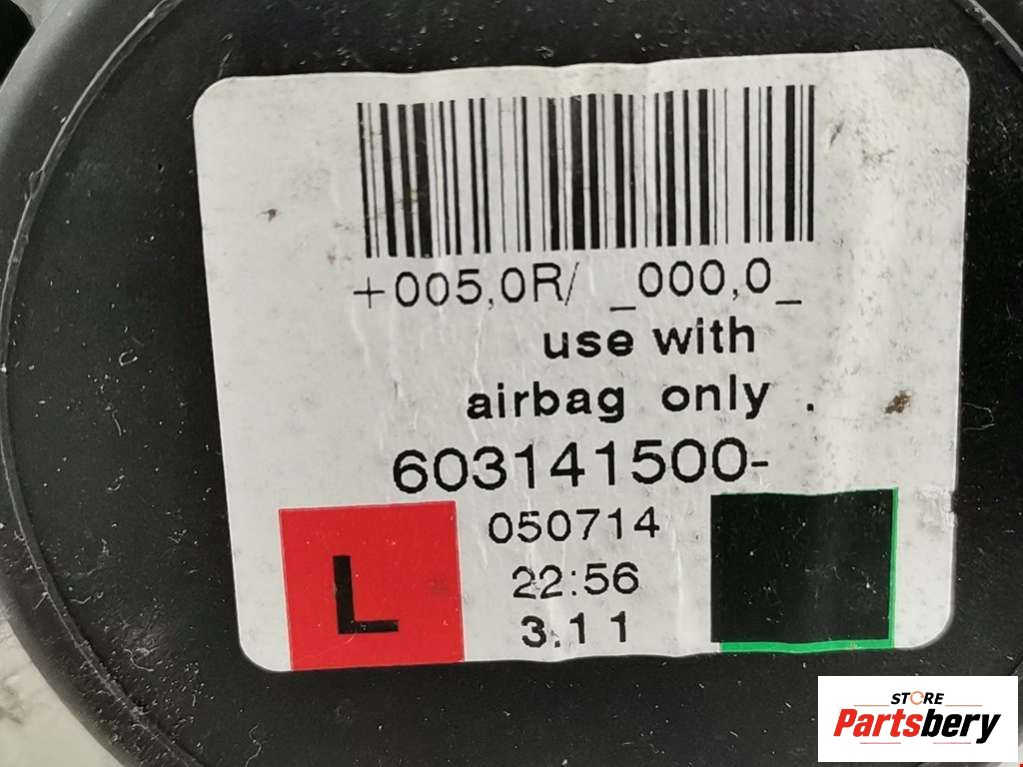 +005,0R/ _000,0_
use with
airbag only .
603141500-
050714
L
22:56
3.11
STORE
Partsbery